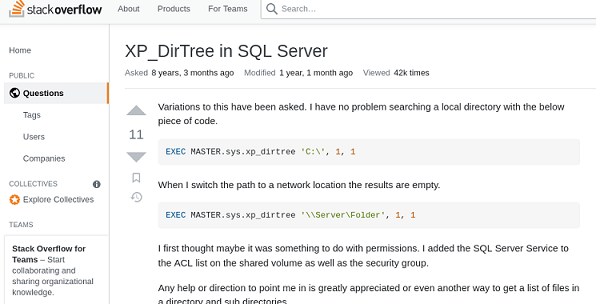 stackoverflow About Products For Teams Search…
XP_DirTree in SQL Server
Asked 8 years, 3 months ago Modified 1 year, 1 month ago Viewed 42k times
Home
PUBLIC
Questions
Tags
Users
Companies
COLLECTIVES
Explore Collectives
TEAMS
Stack Overflow for
Teams – Start
collaborating and
sharing organizational
knowledge.
11
Variations to this have been asked. I have no problem searching a local directory with the below
piece of code.
EXEC MASTER.sys.xp_dirtree 'C:\', 1, 1
When I switch the path to a network location the results are empty.
EXEC MASTER.sys.xp_dirtree '\\Server\Folder', 1, 1
I first thought maybe it was something to do with permissions. I added the SQL Server Service to
the ACL list on the shared volume as well as the security group.
Any help or direction to point me in is greatly appreciated or even another way to get a list of files in
a directory and sub directories